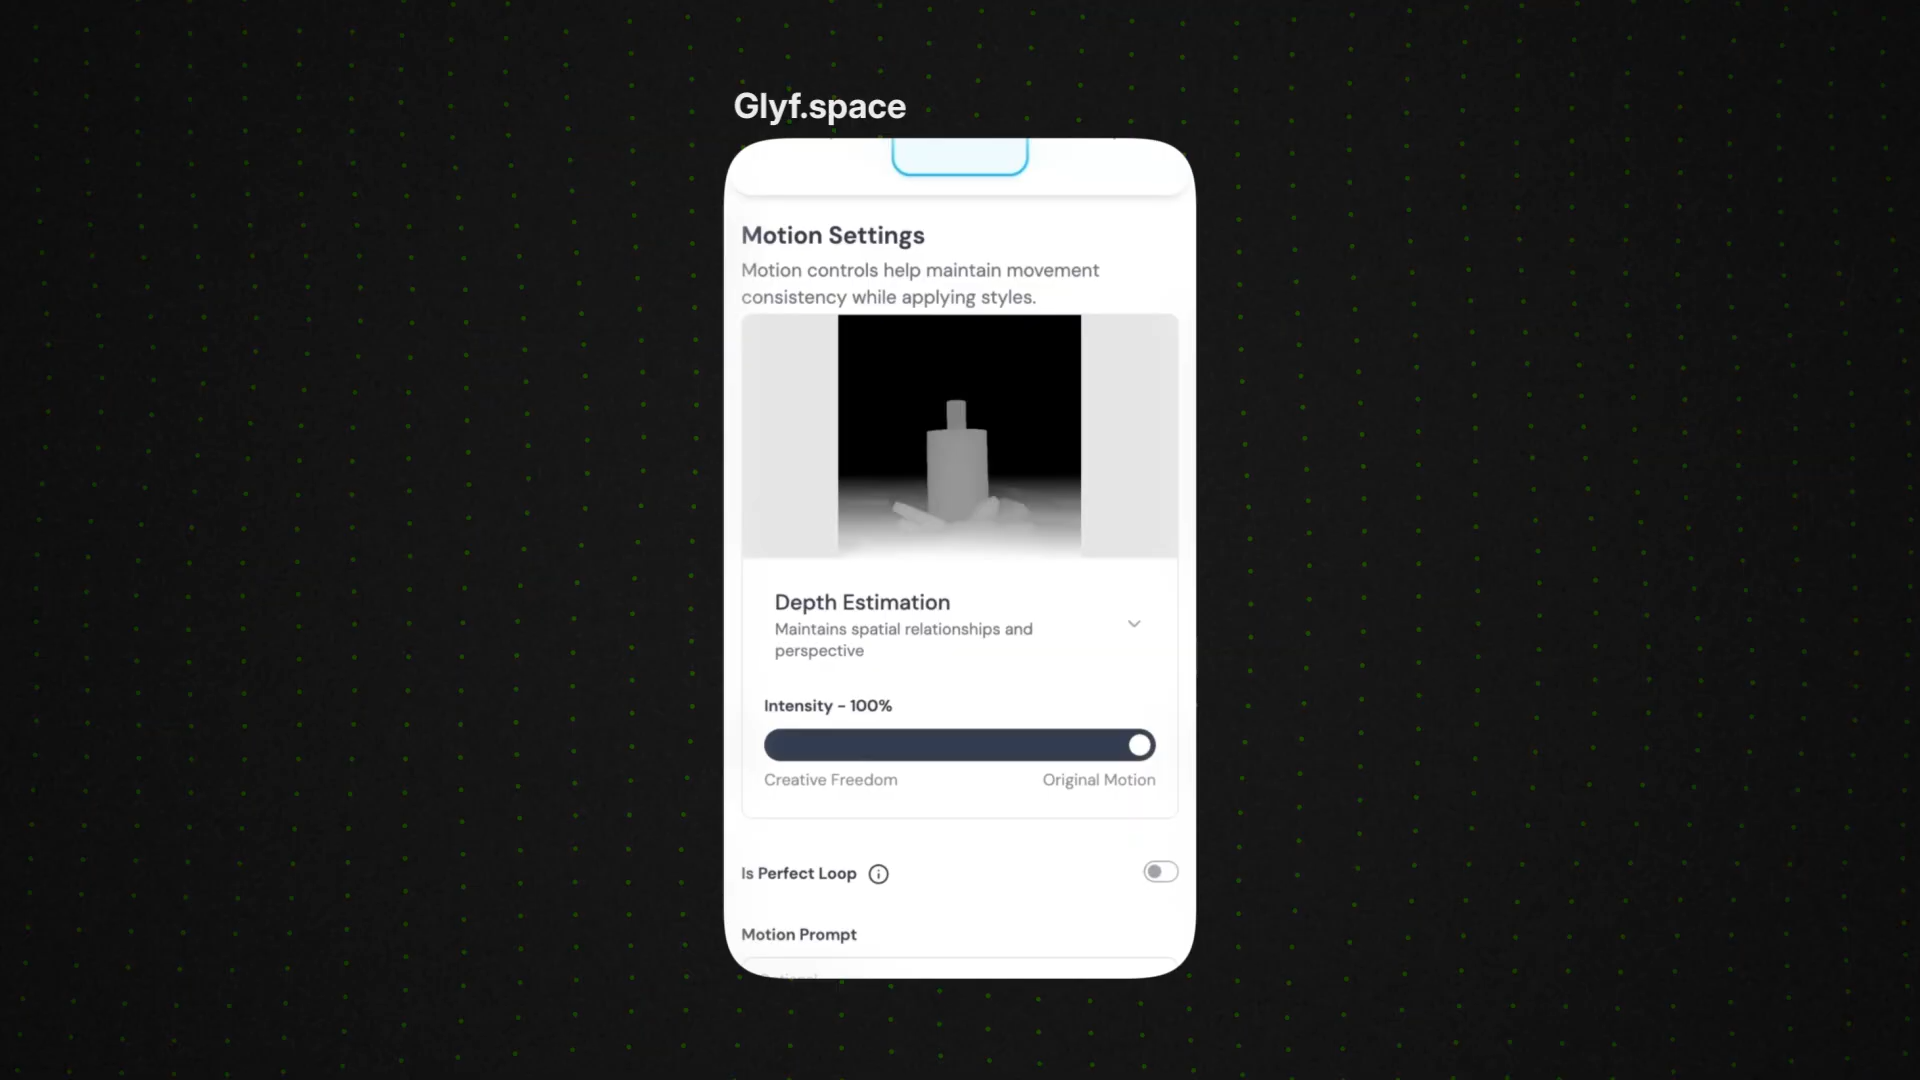 Glyf.space
Motion Settings
Motion controls help maintain movement
consistency while applying styles.
Depth Estimation
Maintains spatial relationships and
perspective
Intensity - 100%
Creative Freedom
Original Motion
Is Perfect Loop
Motion Prompt